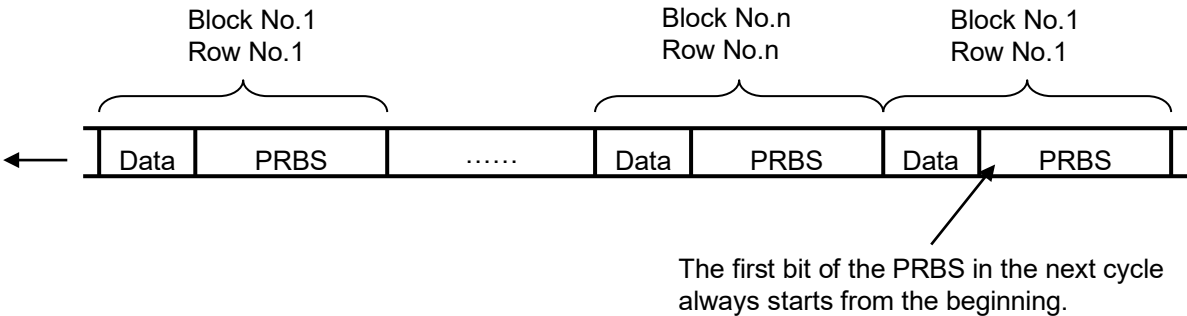 Block No.1
Row No.1
Block No.n
Row No.n
Block No.1
Row No.1
Data PRBS ...... Data PRBS Data PRBS
The first bit of the PRBS in the next cycle
always starts from the beginning.